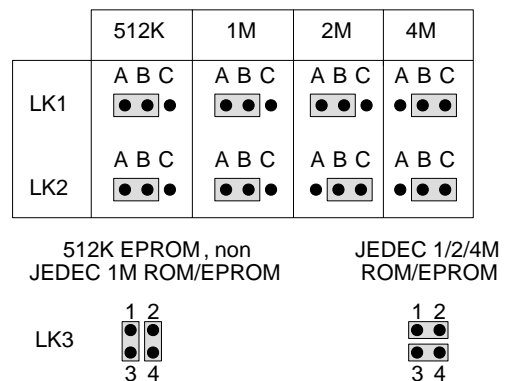 512K 1M 2M 4M
A B C A B C A B C A B C
LK1
A B C A B C A B C A B C
LK2
512K EPROM, non
JEDEC 1M ROM/EPROM
JEDEC 1/2/4M
ROM/EPROM
1 2 1 2
LK3
3 4 3 4